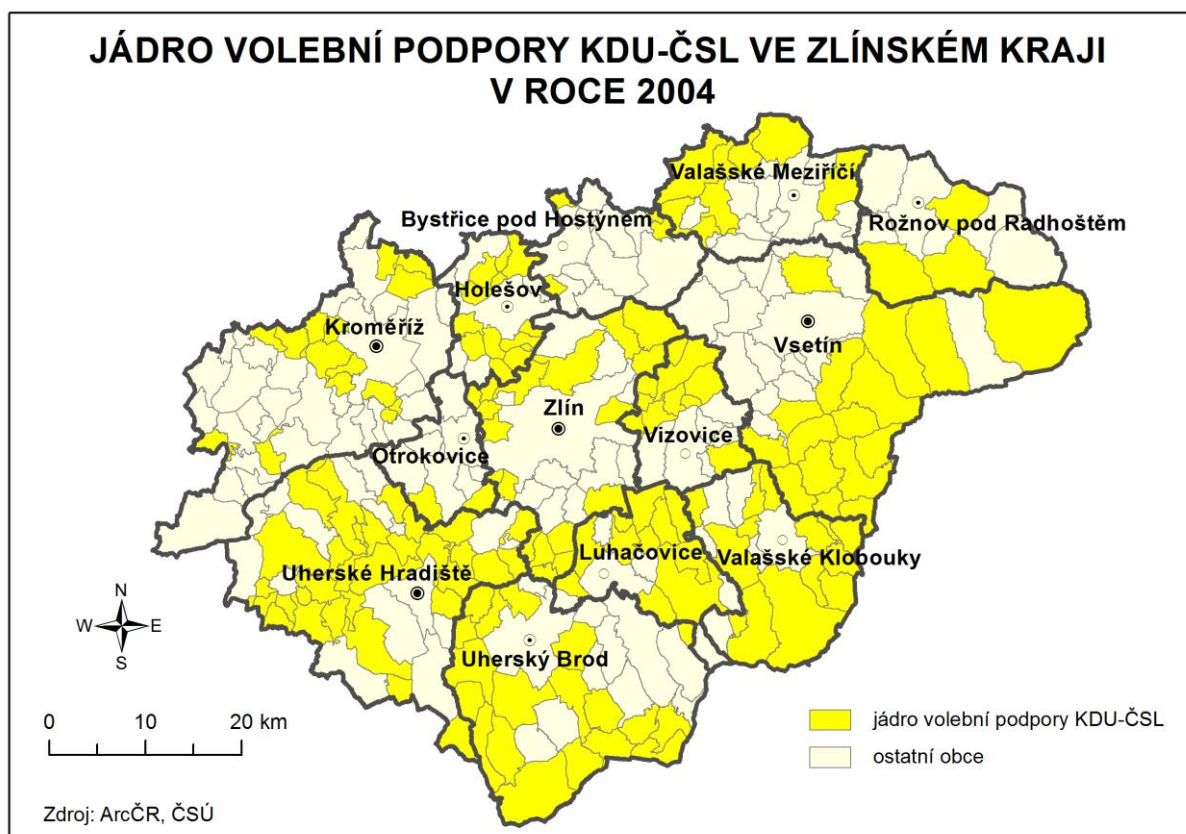 JÁDRO VOLEBNÍ PODPORY KDU-ČSL VE ZLÍNSKÉM KRAJI
V ROCE 2004
Valašské Meziříčí
Bystřice pod Hostýnem
Rožnov pod Radhoštěm
Holešov
Kroměříž
Vsetín
Zlín
Vizovice
Otrokovice
Luhačovice
Valašské Klobouky
Uherské Hradiště
Uherský Brod
N
W E
S
0 10 20 km
jádro volební podpory KDU-ČSL
ostatní obce
Zdroj: ArcČR, ČSÚ